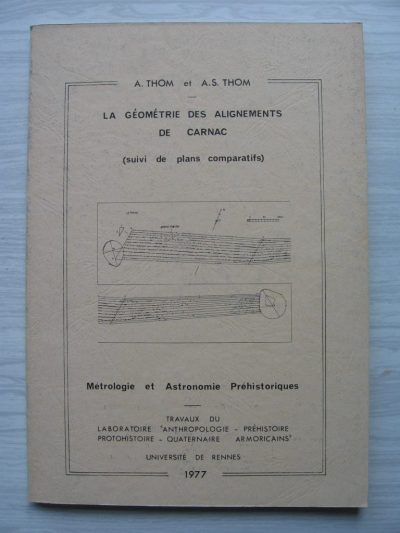 A. THOM et A.S. THOM
LA GÉOMÉTRIE DES ALIGNEMENTS
DE CARNAC
(suivi de plans comparatifs)
Métrologie et Astronomie Préhistoriques
TRAVAUX DU
LABORATOIRE "ANTHROPOLOGIE - PRÉHISTOIRE
PROTOHISTOIRE - QUATERNAIRE ARMORICAINS"
UNIVERSITÉ DE RENNES
1977